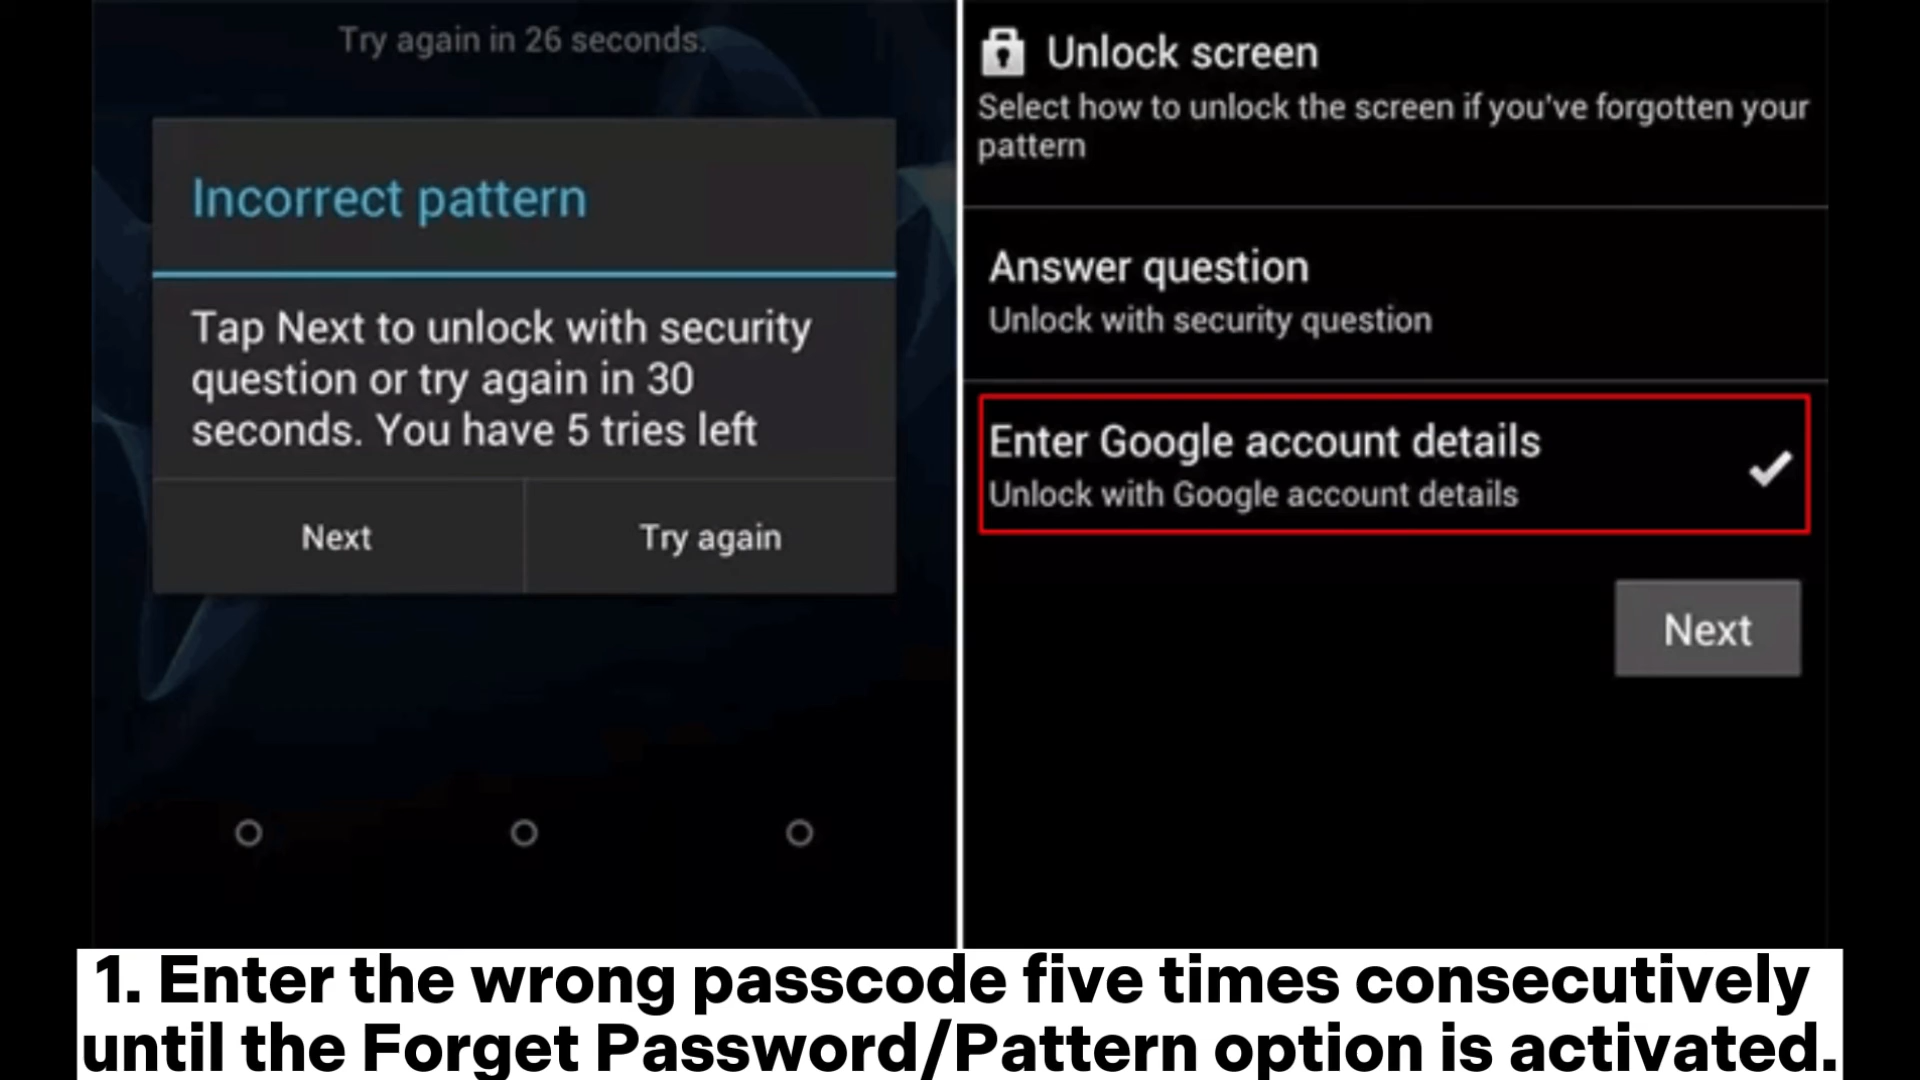 Try again in 26 seconds.
Incorrect pattern
Tap Next to unlock with security
question or try again in 30
seconds. You have 5 tries left
Next
Try again
Unlock screen
Select how to unlock the screen if you've forgotten your
pattern
Answer question
Unlock with security question
Enter Google account details
Unlock with Google account details
Next
1. Enter the wrong passcode five times consecutively
until the Forget Password/Pattern option is activated.